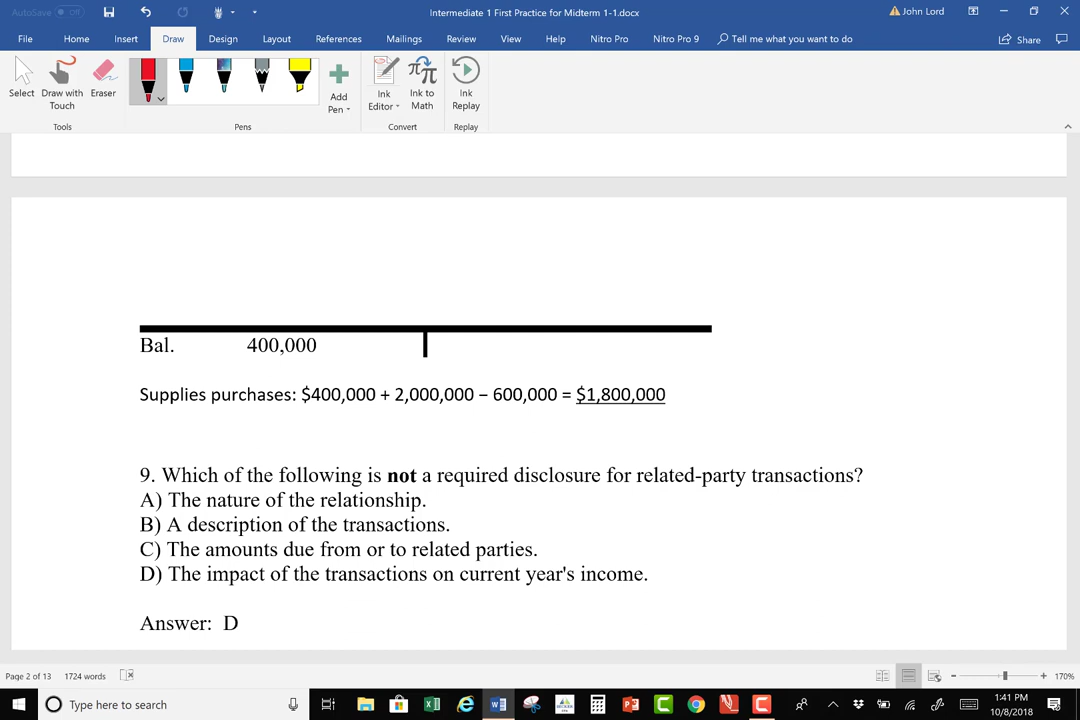 AutoSave Off
Intermediate 1 First Practice for Midterm 1-1.docx
John Lord
File Home Insert Draw Design Layout References Mailings Review View Help Nitro Pro Nitro Pro 9 Tell me what you want to do
Share
Select
Draw with Touch
Eraser
Add Pen
Ink Editor
Ink to Math
Ink Replay
Tools
Pens
Convert
Replay
Bal. 400,000
Supplies purchases: $400,000 + 2,000,000 – 600,000 = $1,800,000
9. Which of the following is not a required disclosure for related-party transactions?
A) The nature of the relationship.
B) A description of the transactions.
C) The amounts due from or to related parties.
D) The impact of the transactions on current year's income.
Answer: D
Page 2 of 13 1724 words
170%
Type here to search
1:41 PM
10/8/2018